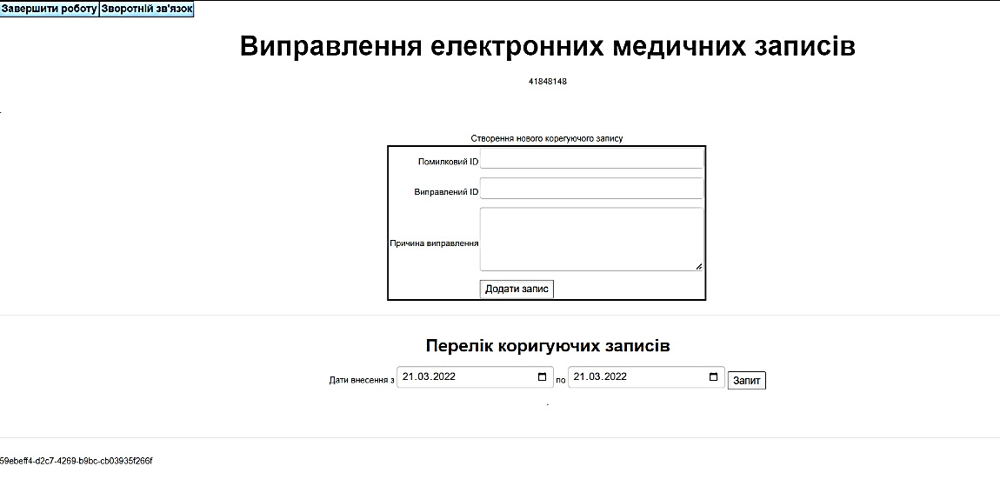 Завершити роботу Зворотній зв'язок
Виправлення електронних медичних записів
41848148
Створення нового корегуючого запису
Помилковий ID
Виправлений ID
Причина виправлення
Додати запис
Перелік коригуючих записів
Дати внесення з 21.03.2022 по 21.03.2022 Запит
59ebeff4-d2c7-4269-b9bc-cb03935f266f